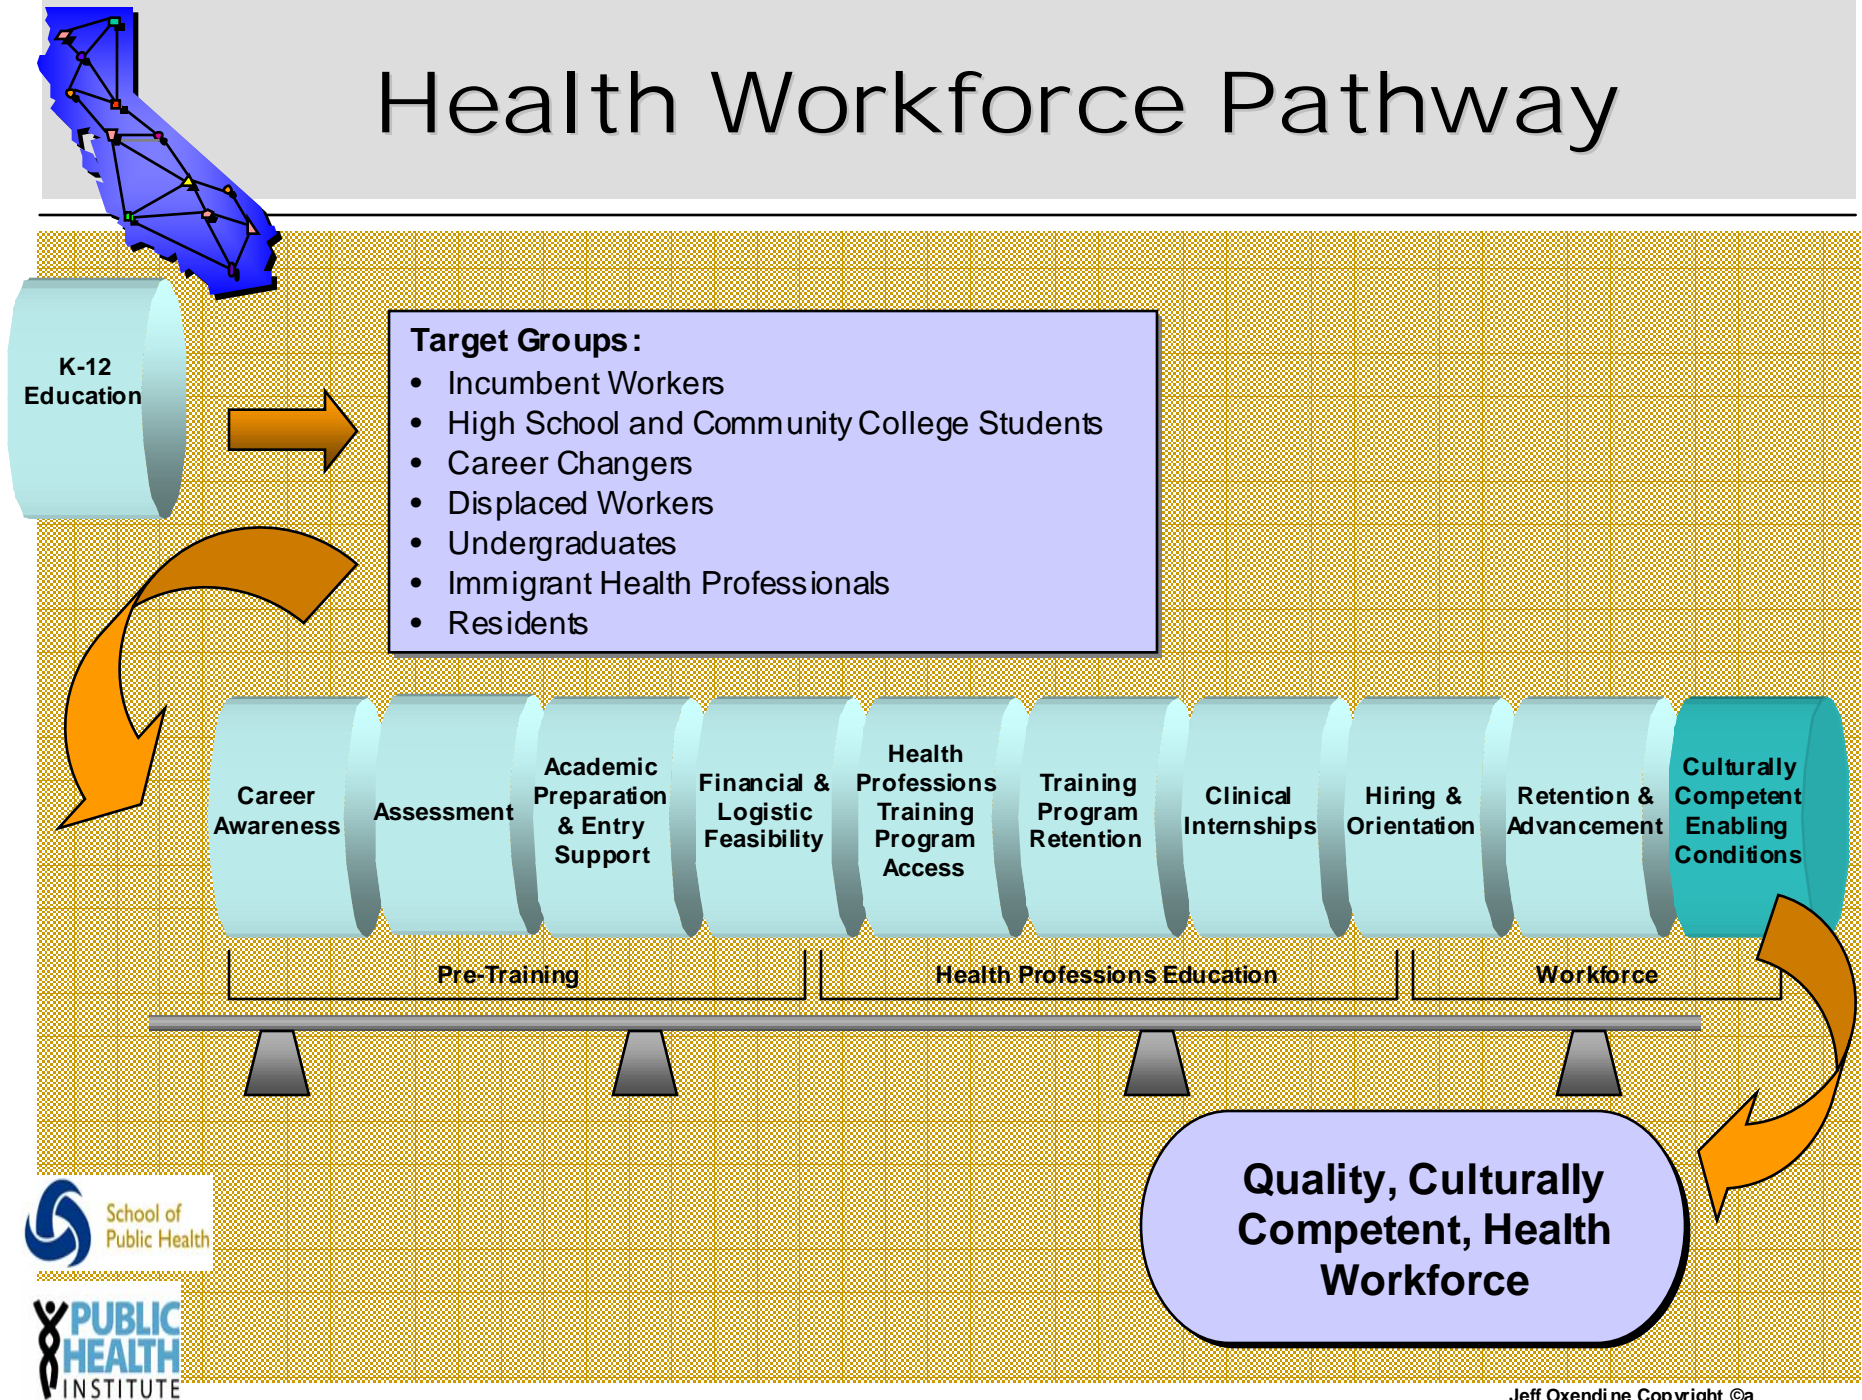 Health Workforce Pathway
K-12
Education
Target Groups:
• Incumbent Workers
• High School and Community College Students
• Career Changers
• Displaced Workers
• Undergraduates
• Immigrant Health Professionals
• Residents
Career
Awareness
Assessment
Academic
Preparation
& Entry
Support
Financial &
Logistic
Feasibility
Health
Professions
Training
Program
Access
Training
Program
Retention
Clinical
Internships
Hiring &
Orientation
Retention &
Advancement
Culturally
Competent
Enabling
Conditions
Pre-Training
Health Professions Education
Workforce
Quality, Culturally
Competent, Health
Workforce
School of
Public Health
PUBLIC
HEALTH
INSTITUTE
Jeff Oxendine Copyright ©a